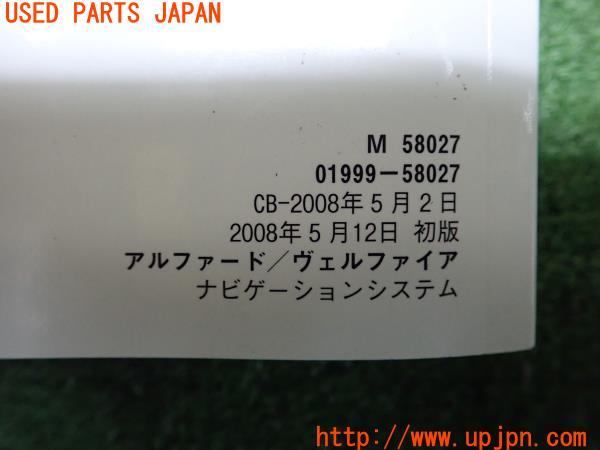 USED PARTS JAPAN
M 58027
01999-58027
CB-2008年5月2日
2008年5月12日 初版
アルファード/ヴェルファイア
ナビゲーションシステム
http://www.upjpn.com